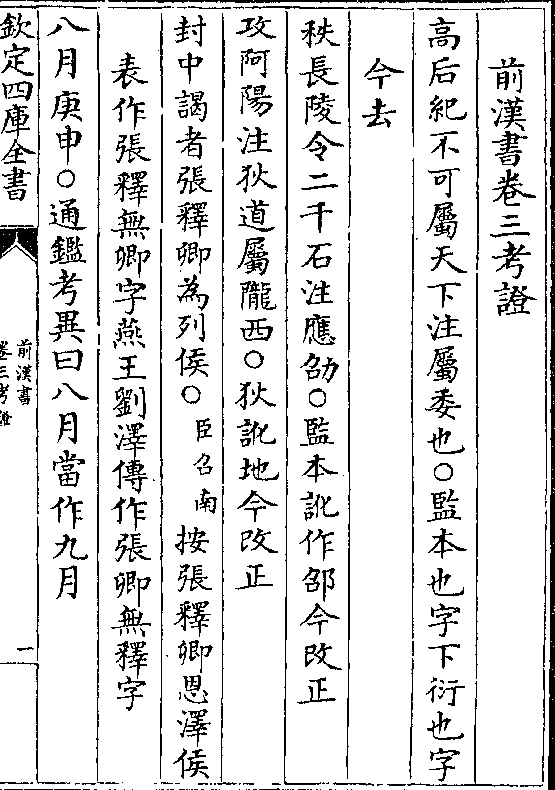 前漢書卷三考證
高后紀不可屬天下注屬委也○監本也字下衍也字
今去
秩長陵令二千石注應劭○監本訛作邵今改正
攻阿陽注狄道屬隴西○狄訛地今改正
封中謁者張釋卿為列侯○臣召南按張釋卿恩澤侯
表作張釋無卿字燕王劉澤傳作張卿無釋字
八月庚申○通鑑考異曰八月當作九月
欽定四庫全書
前漢書
卷三考證
一